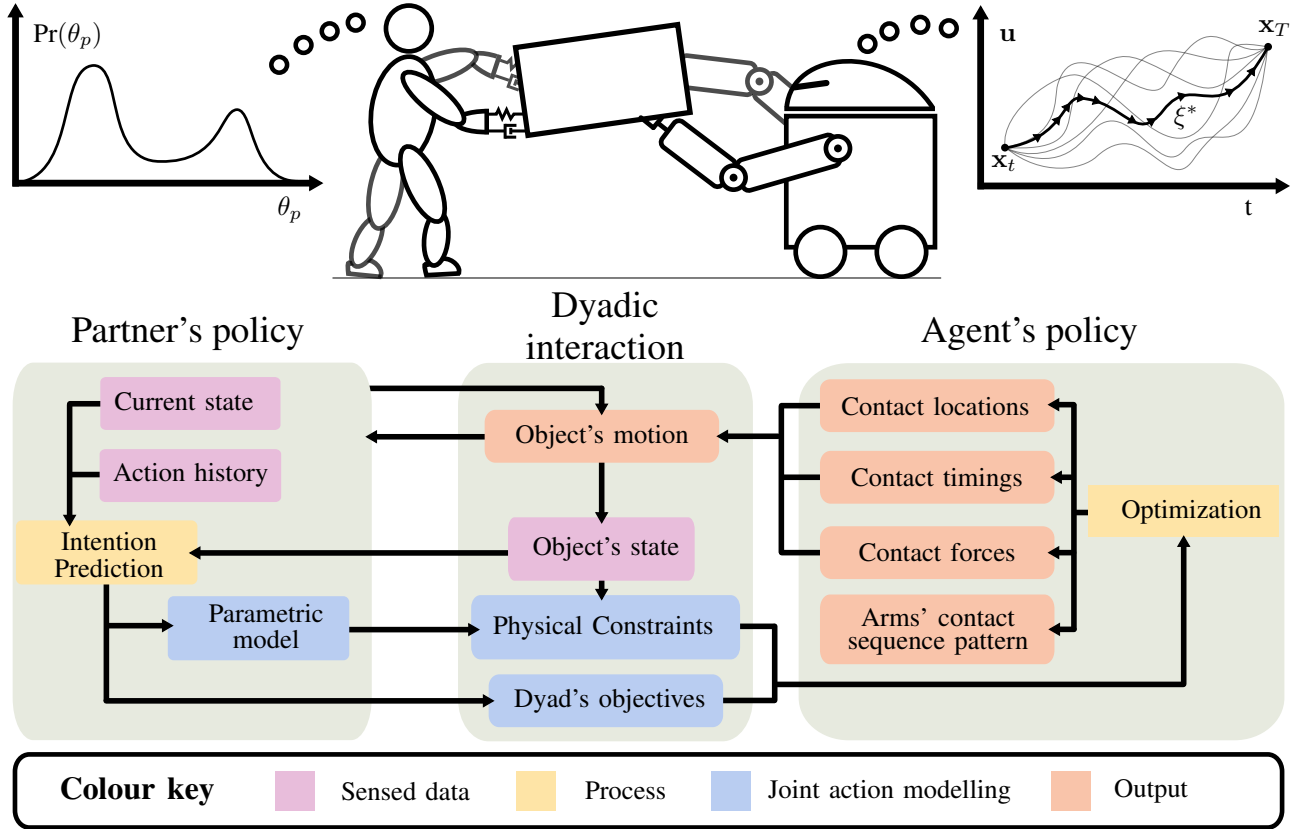 Pr(θ_p)
θ_p
u
x_T
ξ*
x_t
t
Partner's policy
Dyadic
interaction
Agent's policy
Current state
Action history
Intention
Prediction
Parametric
model
Object's motion
Object's state
Physical Constraints
Dyad's objectives
Contact locations
Contact timings
Contact forces
Arms' contact
sequence pattern
Optimization
Colour key
Sensed data
Process
Joint action modelling
Output